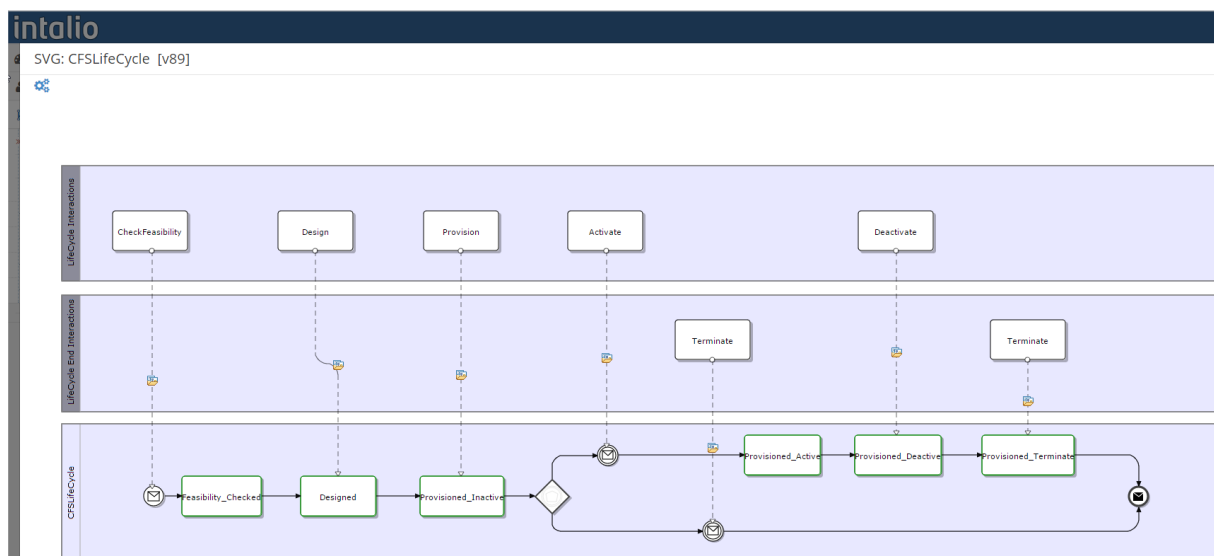 intalio
SVG: CFSLifeCycle [v89]
LifeCycle Interactions
CheckFeasibility
Design
Provision
Activate
Deactivate
LifeCycle End Interactions
Terminate
Terminate
CFSLifeCycle
Feasibility_Checked
Designed
Provisioned_Inactive
Provisioned_Active
Provisioned_Deactive
Provisioned_Terminate